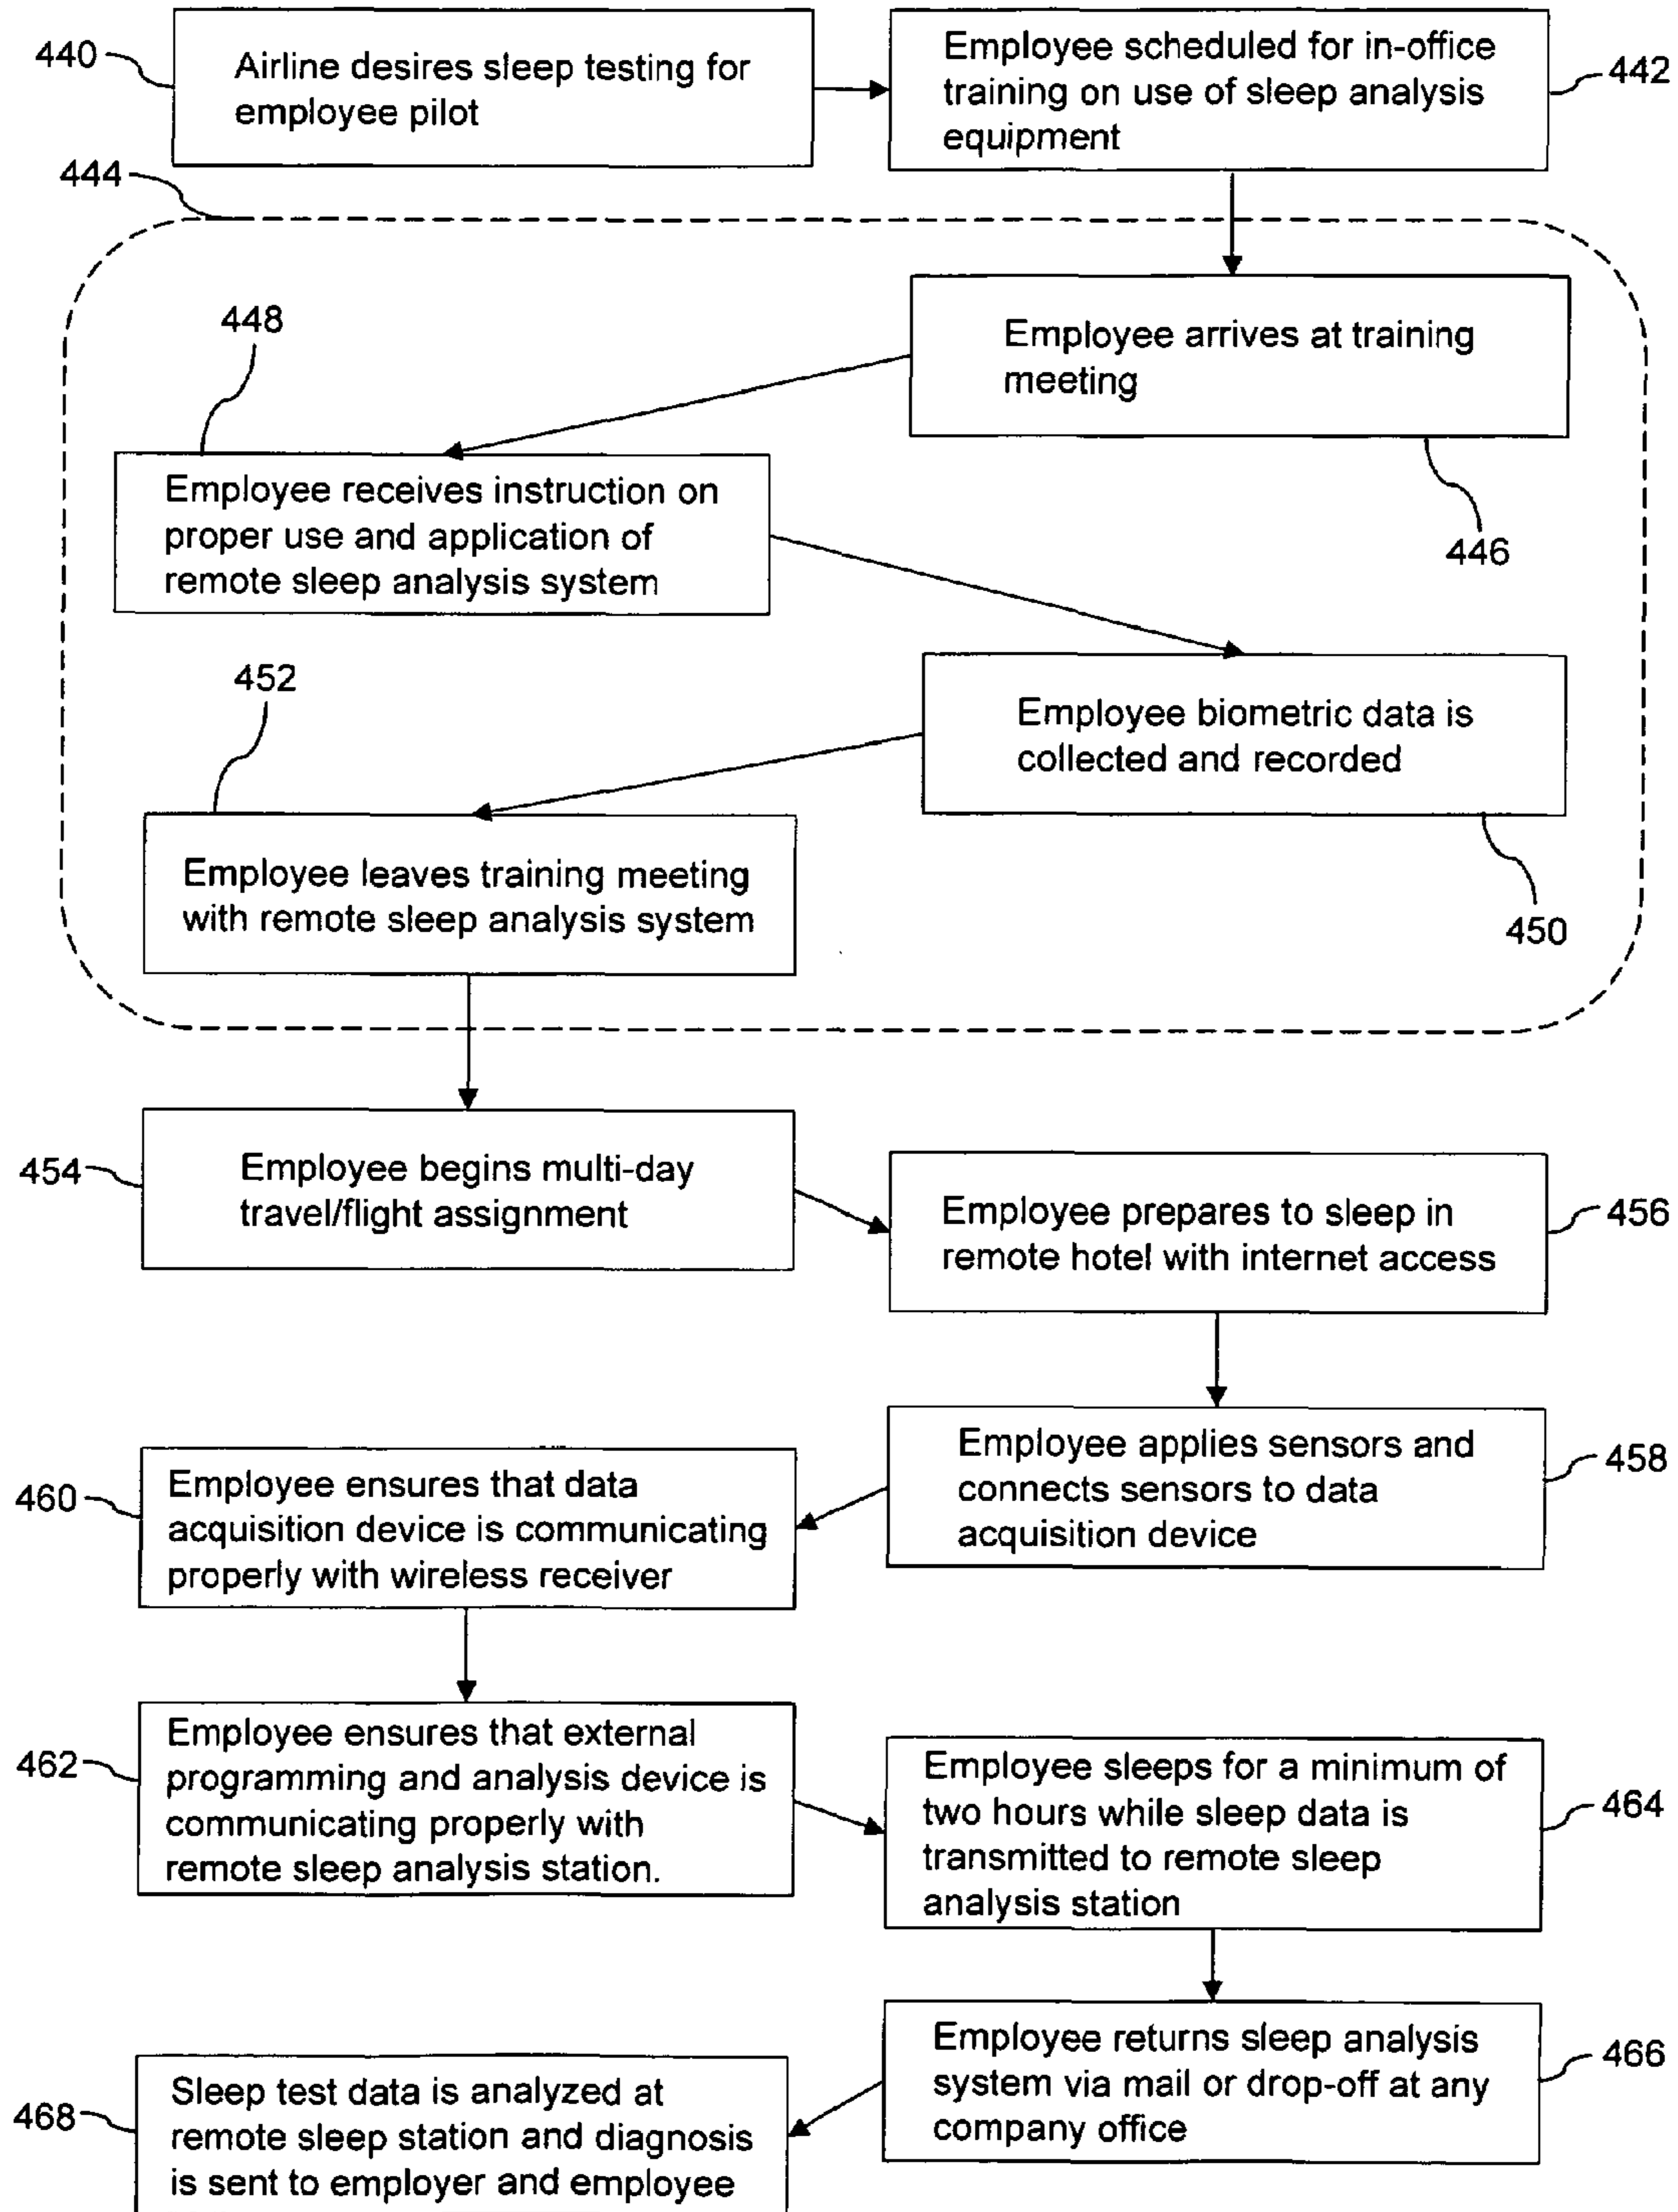 440
Airline desires sleep testing for
employee pilot
Employee scheduled for in-office
training on use of sleep analysis
equipment
442
444
Employee arrives at training
meeting
446
448
Employee receives instruction on
proper use and application of
remote sleep analysis system
Employee biometric data is
collected and recorded
450
452
Employee leaves training meeting
with remote sleep analysis system
454
Employee begins multi-day
travel/flight assignment
Employee prepares to sleep in
remote hotel with internet access
456
Employee applies sensors and
connects sensors to data
acquisition device
458
460
Employee ensures that data
acquisition device is communicating
properly with wireless receiver
462
Employee ensures that external
programming and analysis device is
communicating properly with
remote sleep analysis station.
Employee sleeps for a minimum of
two hours while sleep data is
transmitted to remote sleep
analysis station
464
Employee returns sleep analysis
system via mail or drop-off at any
company office
466
468
Sleep test data is analyzed at
remote sleep station and diagnosis
is sent to employer and employee